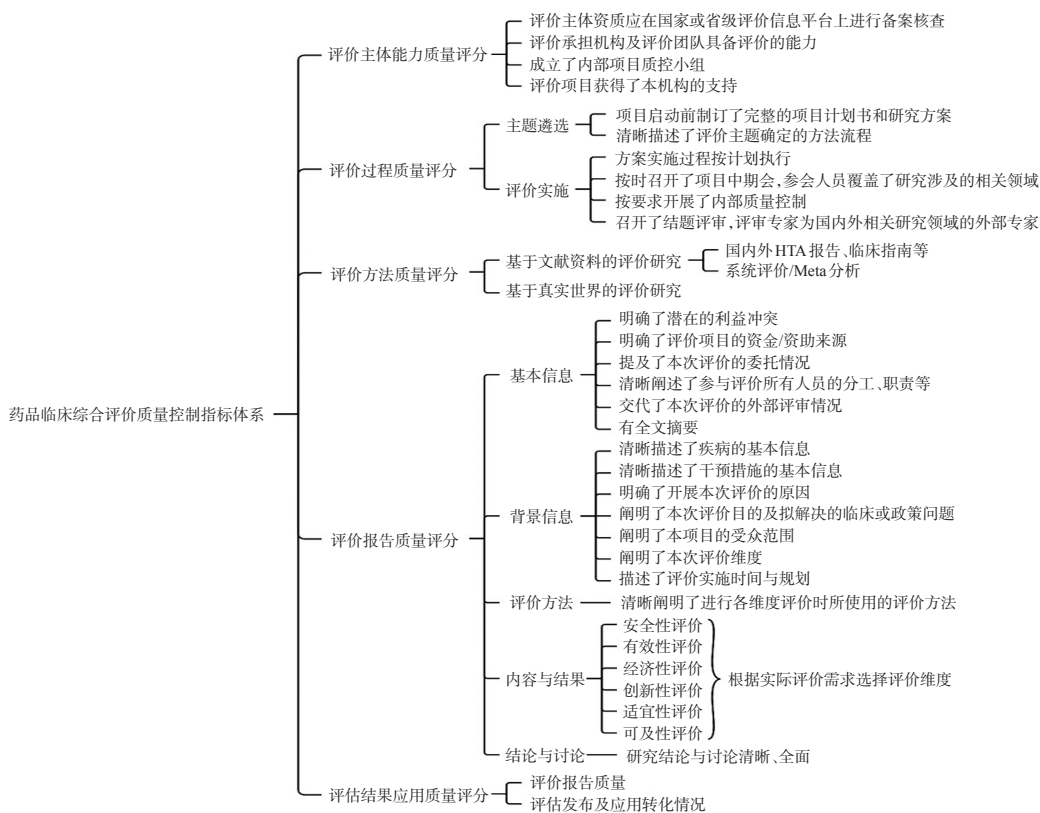 药品临床综合评价质量控制指标体系
评价主体能力质量评分
评价主体资质应在国家或省级评价信息平台上进行备案核查
评价承担机构及评价团队具备评价的能力
成立了内部项目质控小组
评价项目获得了本机构的支持
评价过程质量评分
主题遴选
项目启动前制订了完整的项目计划书和研究方案
清晰描述了评价主题确定的方法流程
评价实施
方案实施过程按计划执行
按时召开了项目中期会,参会人员覆盖了研究涉及的相关领域
按要求开展了内部质量控制
召开了结题评审,评审专家为国内外相关研究领域的外部专家
评价方法质量评分
基于文献资料的评价研究
国内外HTA报告、临床指南等
系统评价/Meta分析
基于真实世界的评价研究
评价报告质量评分
基本信息
明确了潜在的利益冲突
明确了评价项目的资金/资助来源
提及了本次评价的委托情况
清晰阐述了参与评价所有人员的分工、职责等
交代了本次评价的外部评审情况
有全文摘要
背景信息
清晰描述了疾病的基本信息
清晰描述了干预措施的基本信息
明确了开展本次评价的原因
阐明了本次评价目的及拟解决的临床或政策问题
阐明了本项目的受众范围
阐明了本次评价维度
描述了评价实施时间与规划
评价方法
清晰阐明了进行各维度评价时所使用的评价方法
内容与结果
安全性评价
有效性评价
经济性评价
创新性评价
适宜性评价
可及性评价
根据实际评价需求选择评价维度
结论与讨论
研究结论与讨论清晰、全面
评估结果应用质量评分
评价报告质量
评估发布及应用转化情况